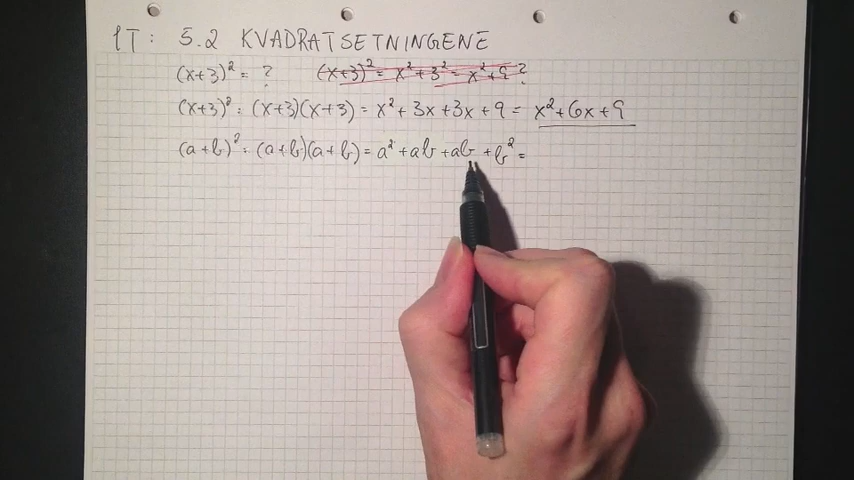 1T: 5.2 KVADRATSETNINGENE
(x+3)² = ? (x+3)² = x² + 3² = x² + 9 ?
(x+3)² = (x+3)(x+3) = x² + 3x + 3x + 9 = x² + 6x + 9
(a+b)² = (a+b)(a+b) = a² + ab + ab + b² =